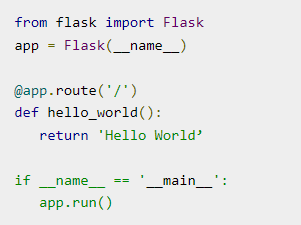 from flask import Flask
app = Flask(__name__)
@app.route('/')
def hello_world():
return 'Hello World’
if __name__ == '__main__':
app.run()